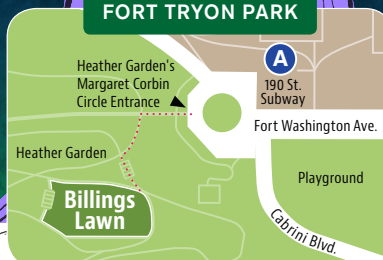 FORT TRYON PARK
Heather Garden's
Margaret Corbin
Circle Entrance
A
190 St.
Subway
Fort Washington Ave.
Heather Garden
Playground
Billings
Lawn
Cabrini Blvd.